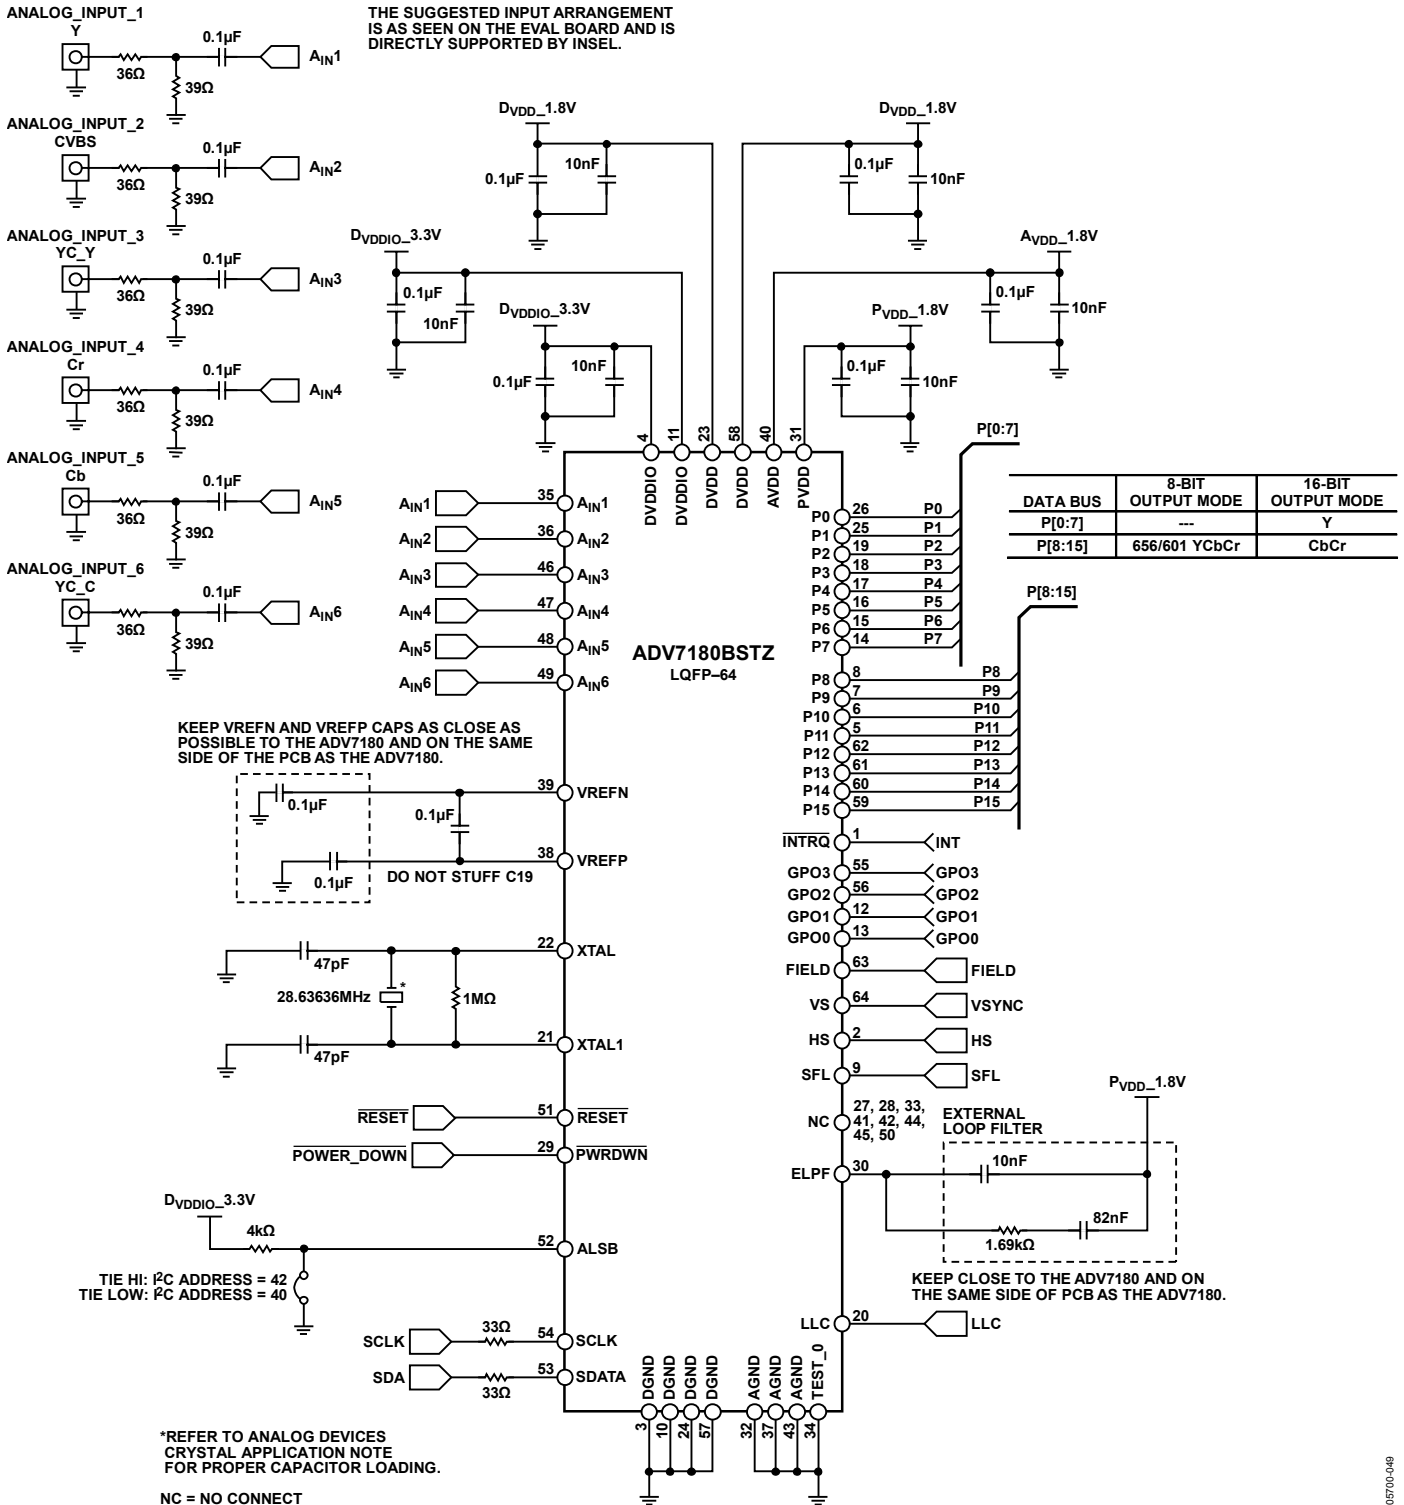 ANALOG_INPUT_1
Y
0.1µF
36Ω
39Ω
AIN1
THE SUGGESTED INPUT ARRANGEMENT
IS AS SEEN ON THE EVAL BOARD AND IS
DIRECTLY SUPPORTED BY INSEL.
ANALOG_INPUT_2
CVBS
0.1µF
36Ω
39Ω
AIN2
ANALOG_INPUT_3
YC_Y
0.1µF
36Ω
39Ω
AIN3
ANALOG_INPUT_4
Cr
0.1µF
36Ω
39Ω
AIN4
ANALOG_INPUT_5
Cb
0.1µF
36Ω
39Ω
AIN5
ANALOG_INPUT_6
YC_C
0.1µF
36Ω
39Ω
AIN6
DVDD_1.8V
0.1µF
10nF
DVDD_1.8V
0.1µF
10nF
DVDDIO_3.3V
0.1µF
10nF
DVDDIO_3.3V
0.1µF
10nF
AVDD_1.8V
0.1µF
10nF
PVDD_1.8V
0.1µF
10nF
4
11
23
58
40
31
DVDDIO
DVDDIO
DVDD
DVDD
AVDD
PVDD
P[0:7]
DATA BUS
8-BIT
OUTPUT MODE
16-BIT
OUTPUT MODE
P[0:7]
---
Y
P[8:15]
656/601 YCbCr
CbCr
P[8:15]
AIN1 35 AIN1
AIN2 36 AIN2
AIN3 46 AIN3
AIN4 47 AIN4
AIN5 48 AIN5
AIN6 49 AIN6
ADV7180BSTZ
LQFP–64
P0 26 P0
P1 25 P1
P2 19 P2
P3 18 P3
P4 17 P4
P5 16 P5
P6 15 P6
P7 14 P7
P8 8 P8
P9 7 P9
P10 6 P10
P11 5 P11
P12 62 P12
P13 61 P13
P14 60 P14
P15 59 P15
KEEP VREFN AND VREFP CAPS AS CLOSE AS
POSSIBLE TO THE ADV7180 AND ON THE SAME
SIDE OF THE PCB AS THE ADV7180.
0.1µF
0.1µF
0.1µF
39 VREFN
38 VREFP
DO NOT STUFF C19
INTRQ 1 INT
GPO3 55 GPO3
GPO2 56 GPO2
GPO1 12 GPO1
GPO0 13 GPO0
FIELD 63 FIELD
VS 64 VSYNC
HS 2 HS
SFL 9 SFL
47pF
22 XTAL
28.63636MHz
*
1MΩ
47pF
21 XTAL1
RESET 51 RESET
POWER_DOWN 29 PWRDWN
NC 27, 28, 33,
41, 42, 44,
45, 50
EXTERNAL
LOOP FILTER
PVDD_1.8V
ELPF 30
10nF
82nF
1.69kΩ
KEEP CLOSE TO THE ADV7180 AND ON
THE SAME SIDE OF PCB AS THE ADV7180.
DVDDIO_3.3V
4kΩ
52 ALSB
TIE HI: I2C ADDRESS = 42
TIE LOW: I2C ADDRESS = 40
LLC 20 LLC
SCLK 33Ω 54 SCLK
SDA 33Ω 53 SDATA
DGND
DGND
DGND
DGND
AGND
AGND
AGND
TEST_0
3
10
24
57
32
37
43
34
*REFER TO ANALOG DEVICES
CRYSTAL APPLICATION NOTE
FOR PROPER CAPACITOR LOADING.
NC = NO CONNECT
05700-049